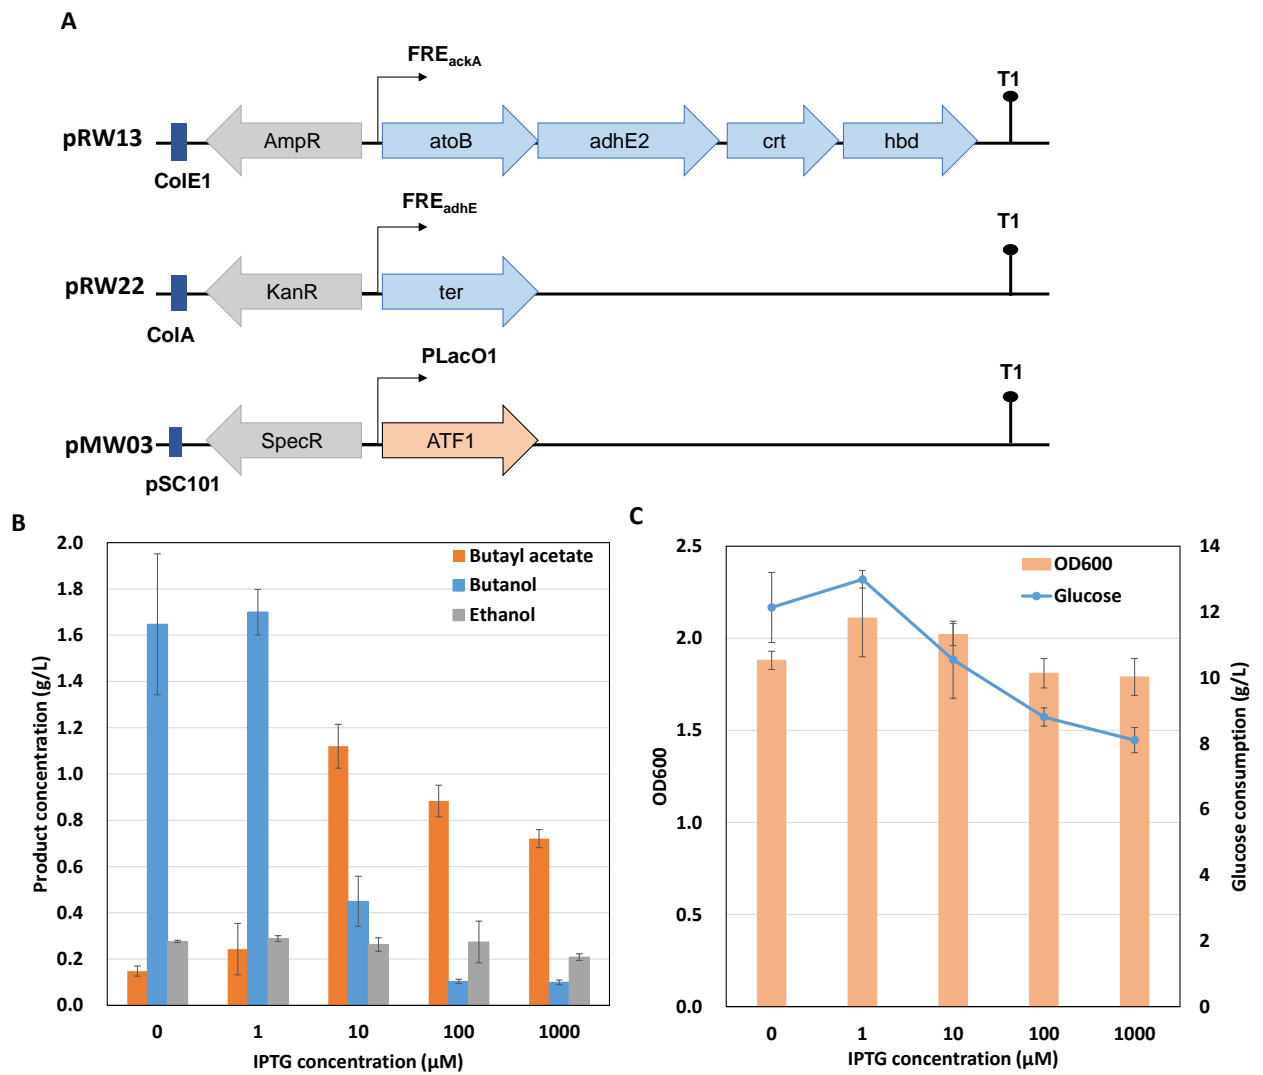 A
FREackA
T1
pRW13
AmpR
atoB
adhE2
crt
hbd
ColE1
FREadhE
T1
pRW22
KanR
ter
ColA
PLacO1
T1
pMW03
SpecR
ATF1
pSC101
B
Product concentration (g/L)
2.0
1.8
1.6
1.4
1.2
1.0
0.8
0.6
0.4
0.2
0.0
Butayl acetate
Butanol
Ethanol
0 1 10 100 1000
IPTG concentration (µM)
C
OD600
2.5
2.0
1.5
1.0
0.5
0.0
OD600
Glucose
14
12
10
8
6
4
2
0
Glucose consumption (g/L)
0 1 10 100 1000
IPTG concentration (µM)